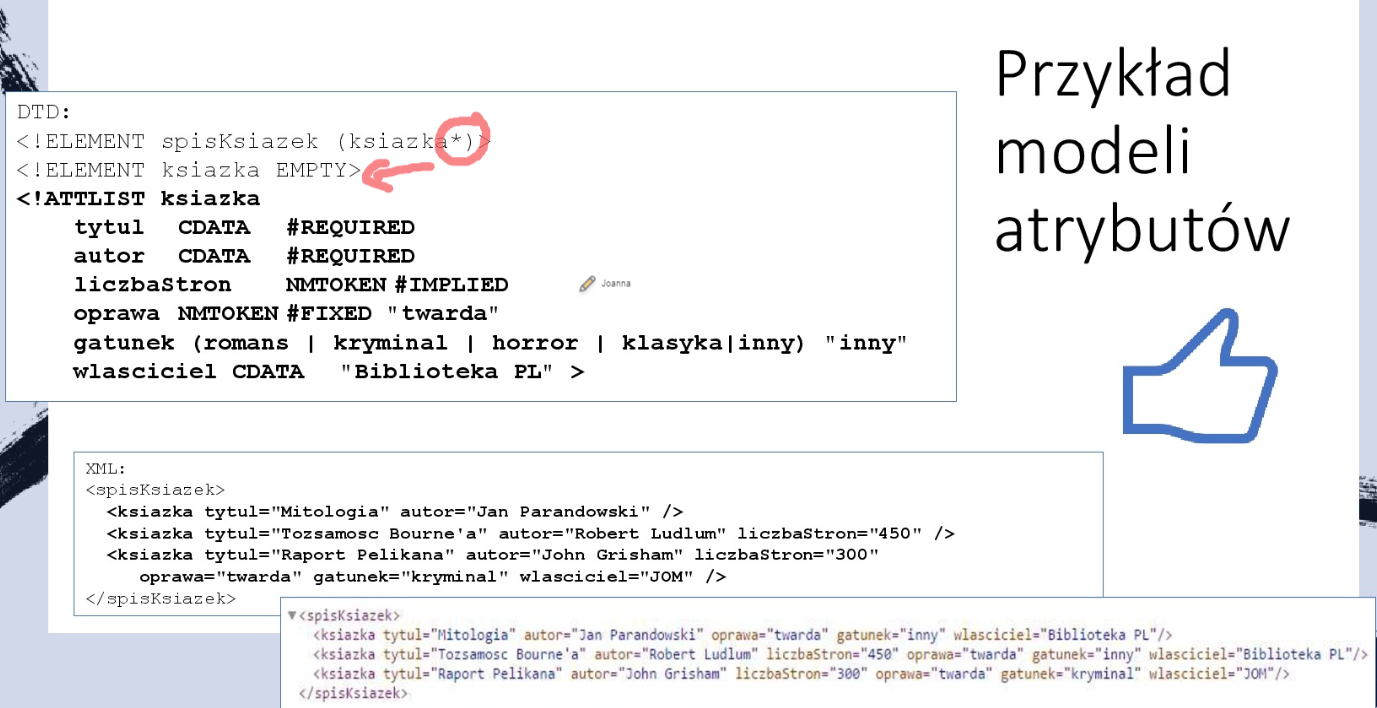 Przykład
modeli
atrybutów
DTD:
<!ELEMENT spisKsiazek (ksiazka*)>
<!ELEMENT ksiazka EMPTY>
<!ATTLIST ksiazka
    tytul  CDATA  #REQUIRED
    autor  CDATA  #REQUIRED
    liczbaStron    NMTOKEN #IMPLIED
    oprawa NMTOKEN #FIXED "twarda"
    gatunek (romans | kryminal | horror | klasyka|inny) "inny"
    wlasciciel CDATA  "Biblioteka PL" >
Joanna
XML:
<spisKsiazek>
  <ksiazka tytul="Mitologia" autor="Jan Parandowski" />
  <ksiazka tytul="Tozsamosc Bourne'a" autor="Robert Ludlum" liczbaStron="450" />
  <ksiazka tytul="Raport Pelikana" autor="John Grisham" liczbaStron="300"
     oprawa="twarda" gatunek="kryminal" wlasciciel="JOM" />
</spisKsiazek>
▼<spisKsiazek>
  <ksiazka tytul="Mitologia" autor="Jan Parandowski" oprawa="twarda" gatunek="inny" wlasciciel="Biblioteka PL"/>
  <ksiazka tytul="Tozsamosc Bourne'a" autor="Robert Ludlum" liczbaStron="450" oprawa="twarda" gatunek="inny" wlasciciel="Biblioteka PL"/>
  <ksiazka tytul="Raport Pelikana" autor="John Grisham" liczbaStron="300" oprawa="twarda" gatunek="kryminal" wlasciciel="JOM"/>
</spisKsiazek>